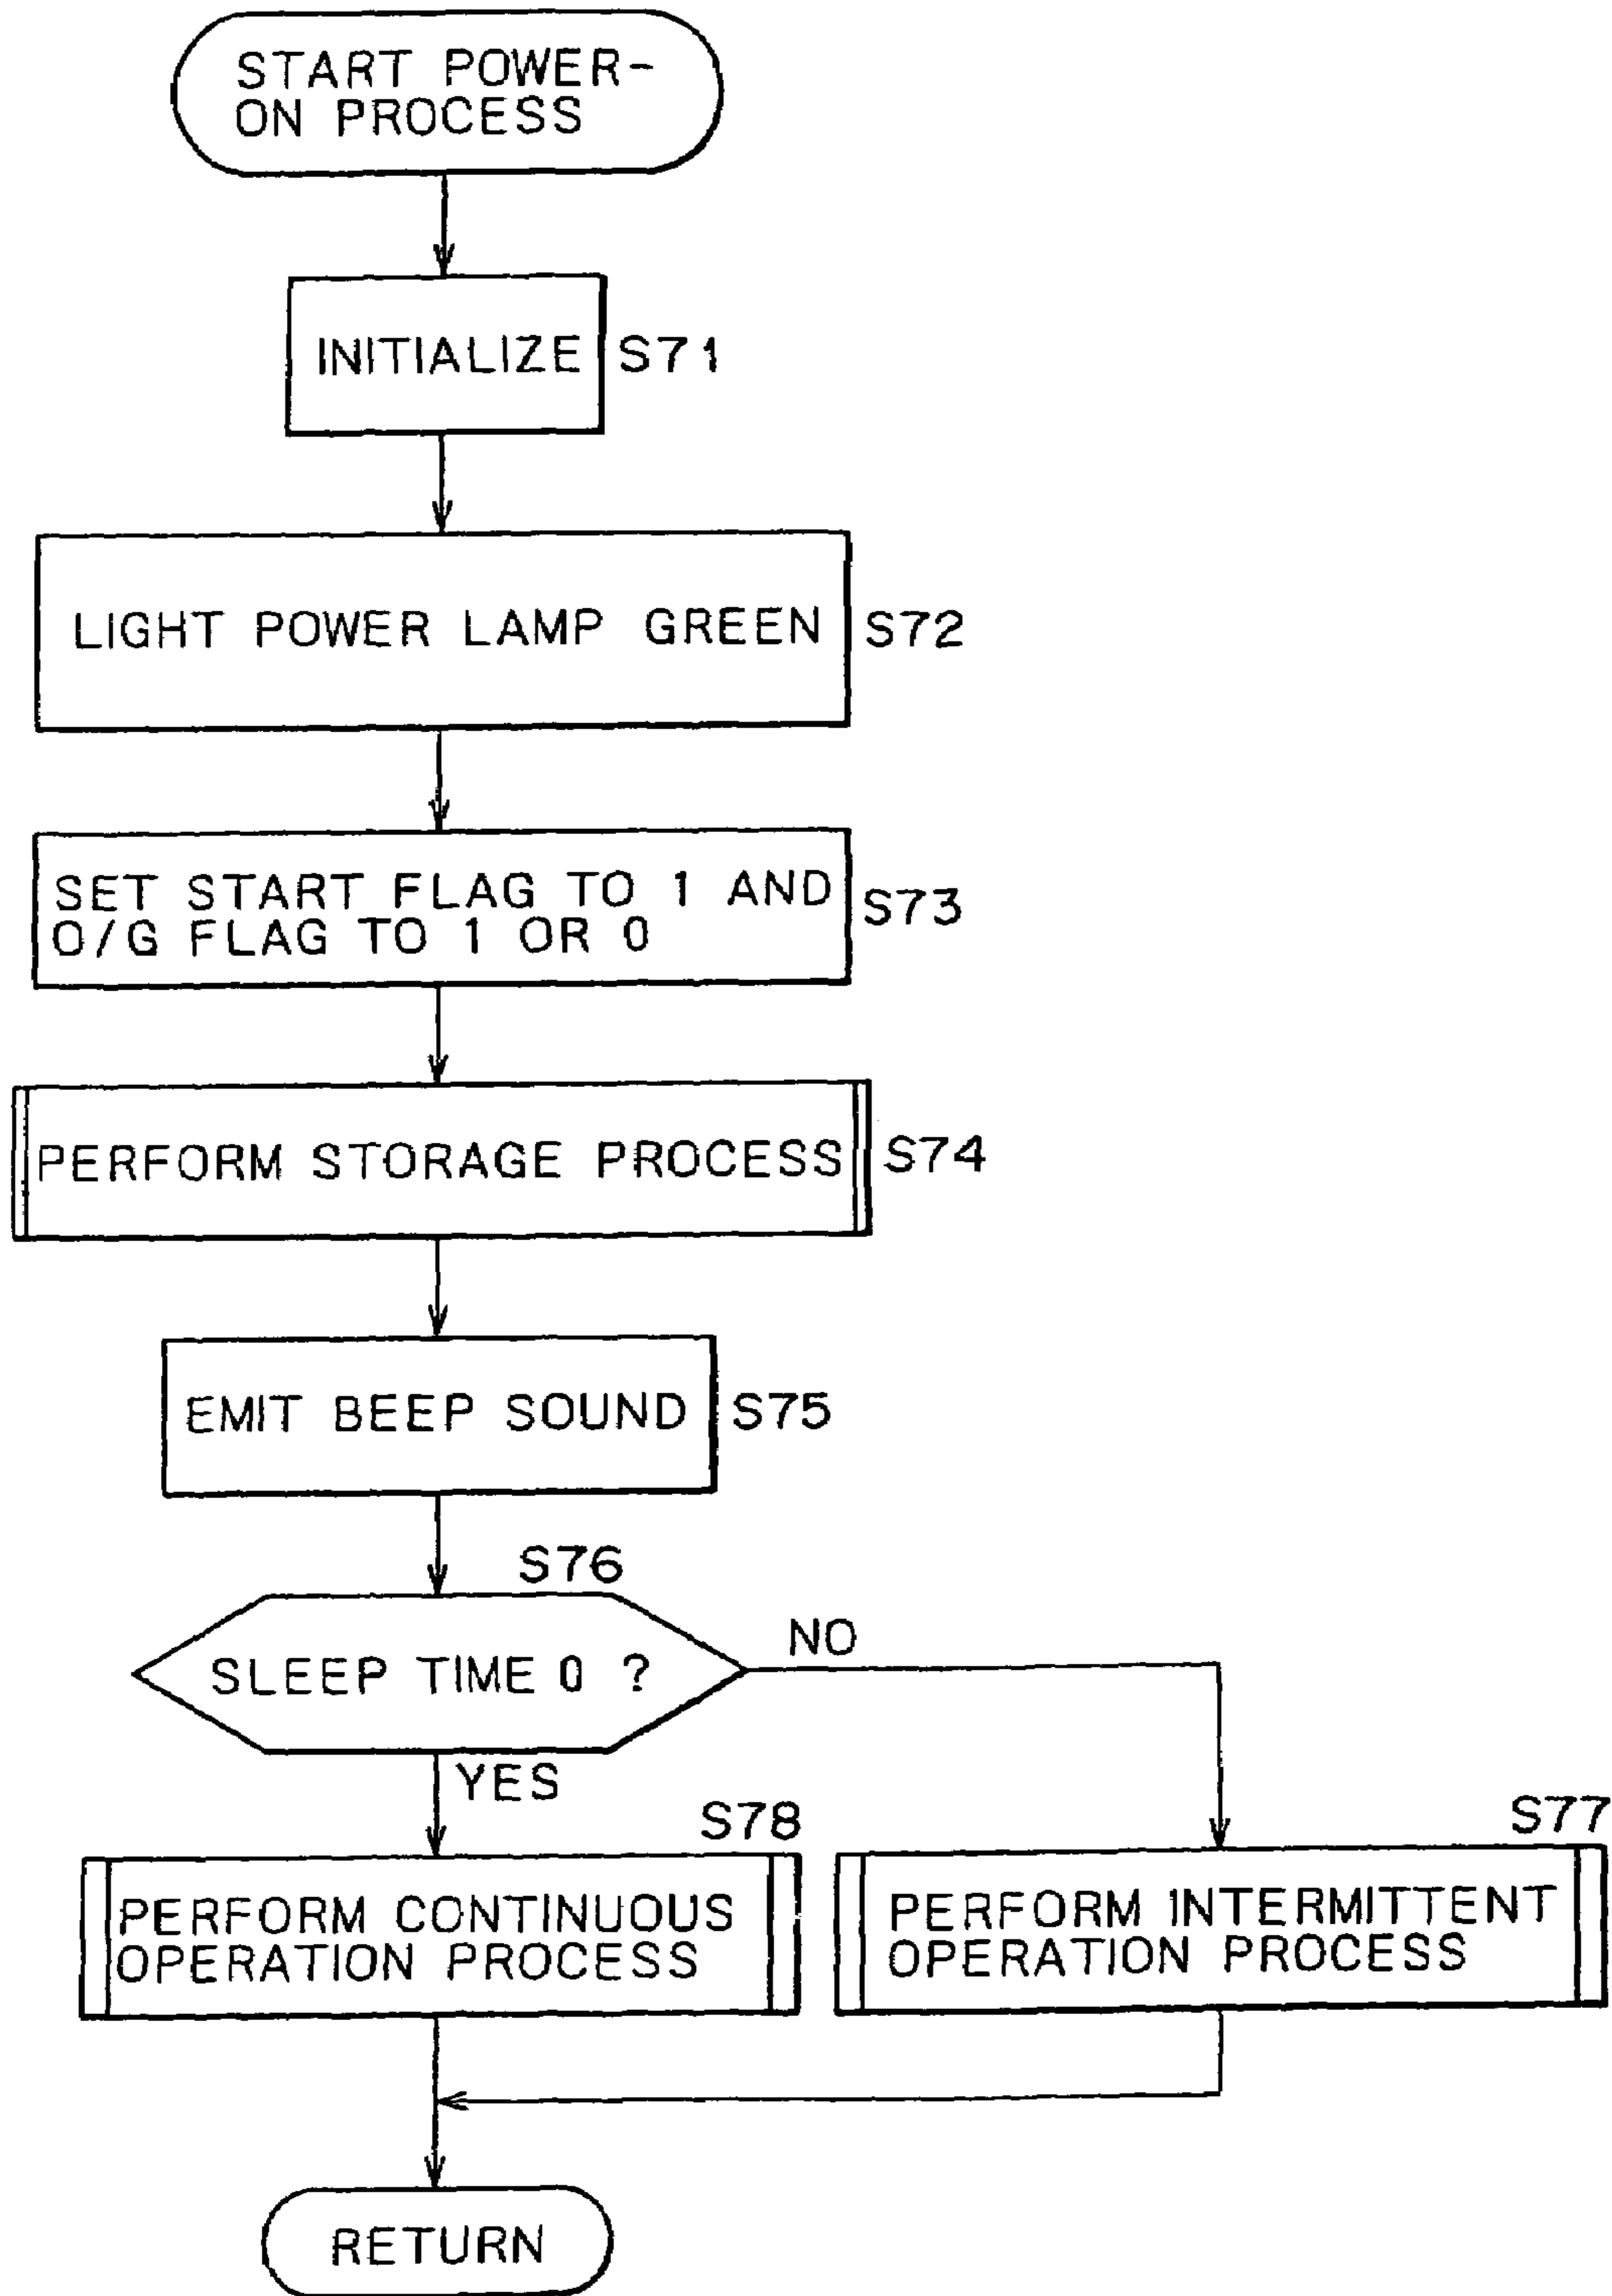 START POWER-
ON PROCESS
INITIALIZE
S71
LIGHT POWER LAMP GREEN
S72
SET START FLAG TO 1 AND
O/G FLAG TO 1 OR 0
S73
PERFORM STORAGE PROCESS
S74
EMIT BEEP SOUND
S75
S76
SLEEP TIME 0 ?
NO
YES
S78
PERFORM CONTINUOUS
OPERATION PROCESS
S77
PERFORM INTERMITTENT
OPERATION PROCESS
RETURN